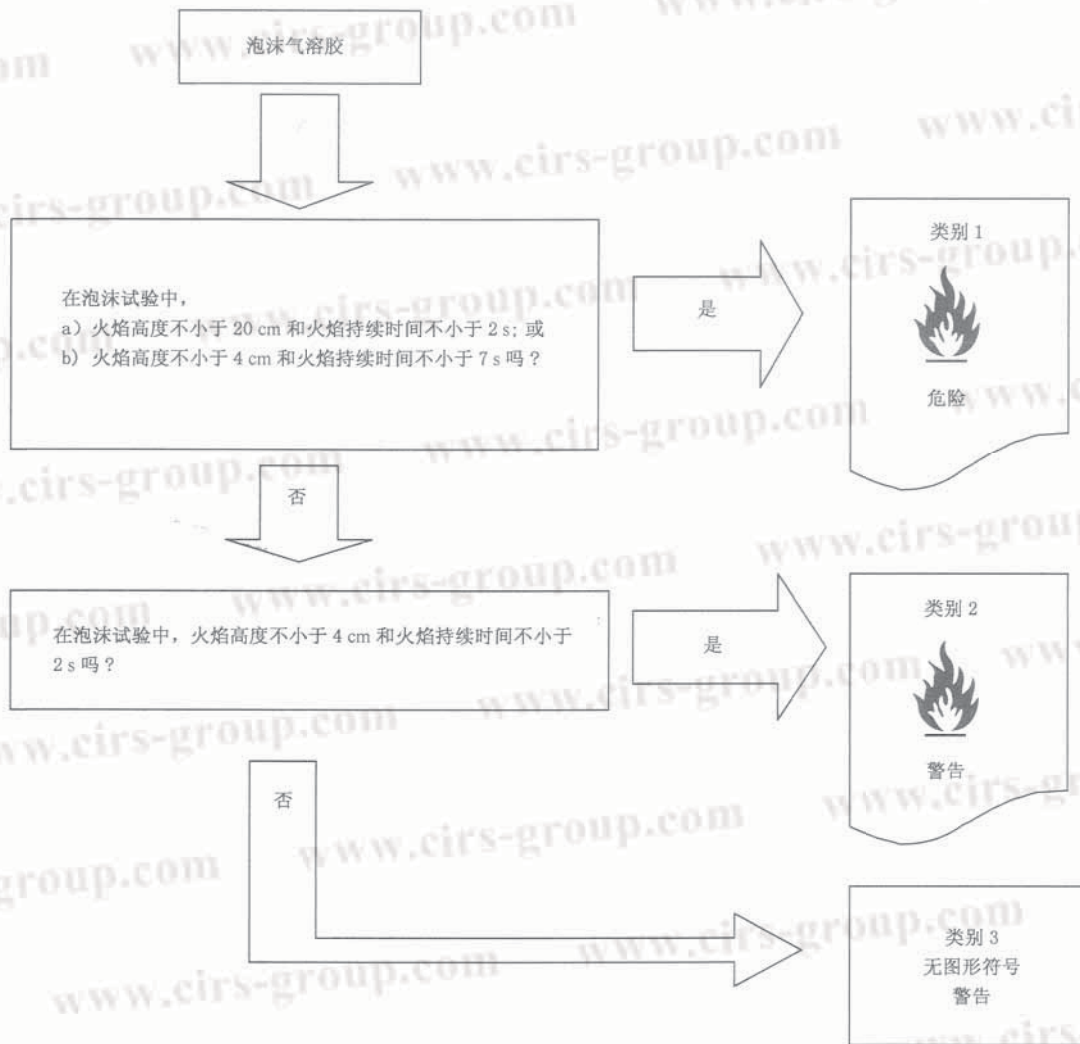 泡沫气溶胶
在泡沫试验中，
a）火焰高度不小于 20 cm 和火焰持续时间不小于 2 s；或
b）火焰高度不小于 4 cm 和火焰持续时间不小于 7 s 吗？
是
类别 1
危险
否
在泡沫试验中，火焰高度不小于 4 cm 和火焰持续时间不小于
2 s 吗？
是
类别 2
警告
否
类别 3
无图形符号
警告
www.cirs-group.com